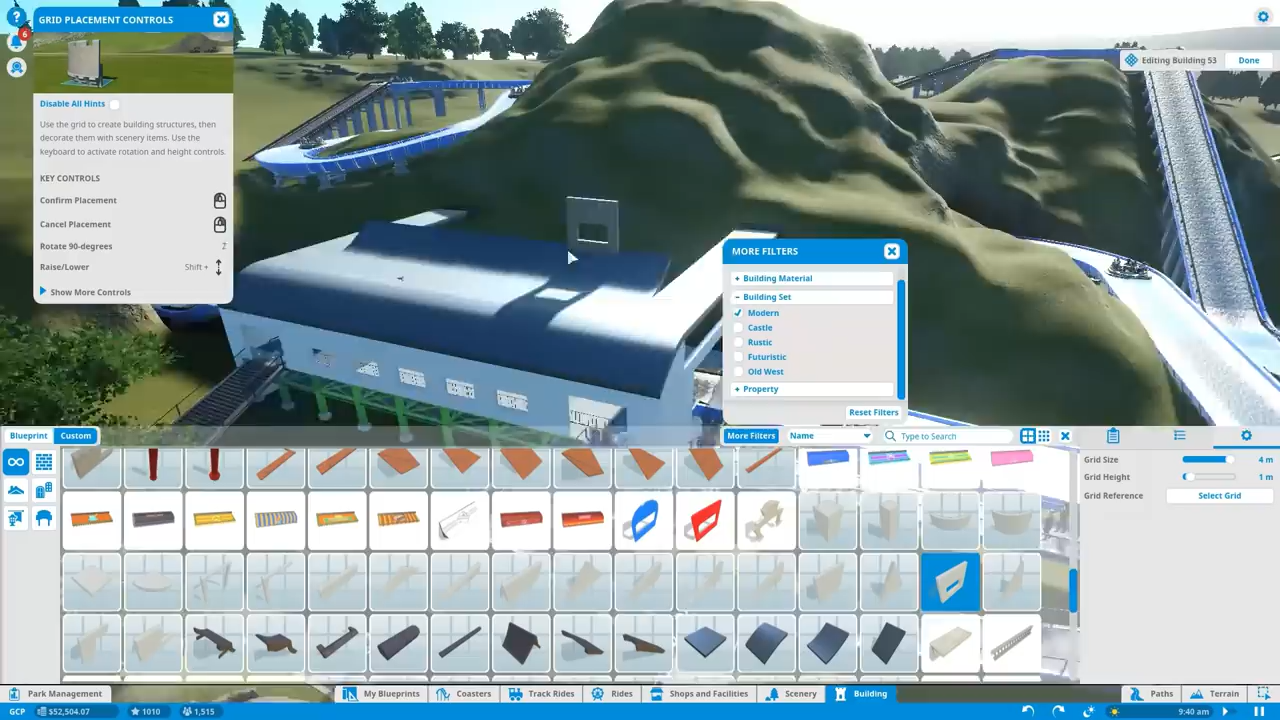 ?
GRID PLACEMENT CONTROLS
6
Disable All Hints
Use the grid to create building structures, then
decorate them with scenery items. Use the
keyboard to activate rotation and height controls.
KEY CONTROLS
Confirm Placement
Cancel Placement
Rotate 90-degrees Z
Raise/Lower Shift +
Show More Controls
Editing Building 53 Done
MORE FILTERS
+ Building Material
- Building Set
Modern
Castle
Rustic
Futuristic
Old West
+ Property
Reset Filters
Blueprint Custom
More Filters Name Type to Search
Grid Size 4 m
Grid Height 1 m
Grid Reference Select Grid
Park Management My Blueprints Coasters Track Rides Rides Shops and Facilities Scenery Building Paths Terrain
GCP $52,504.07 1010 1,515 9:40 am